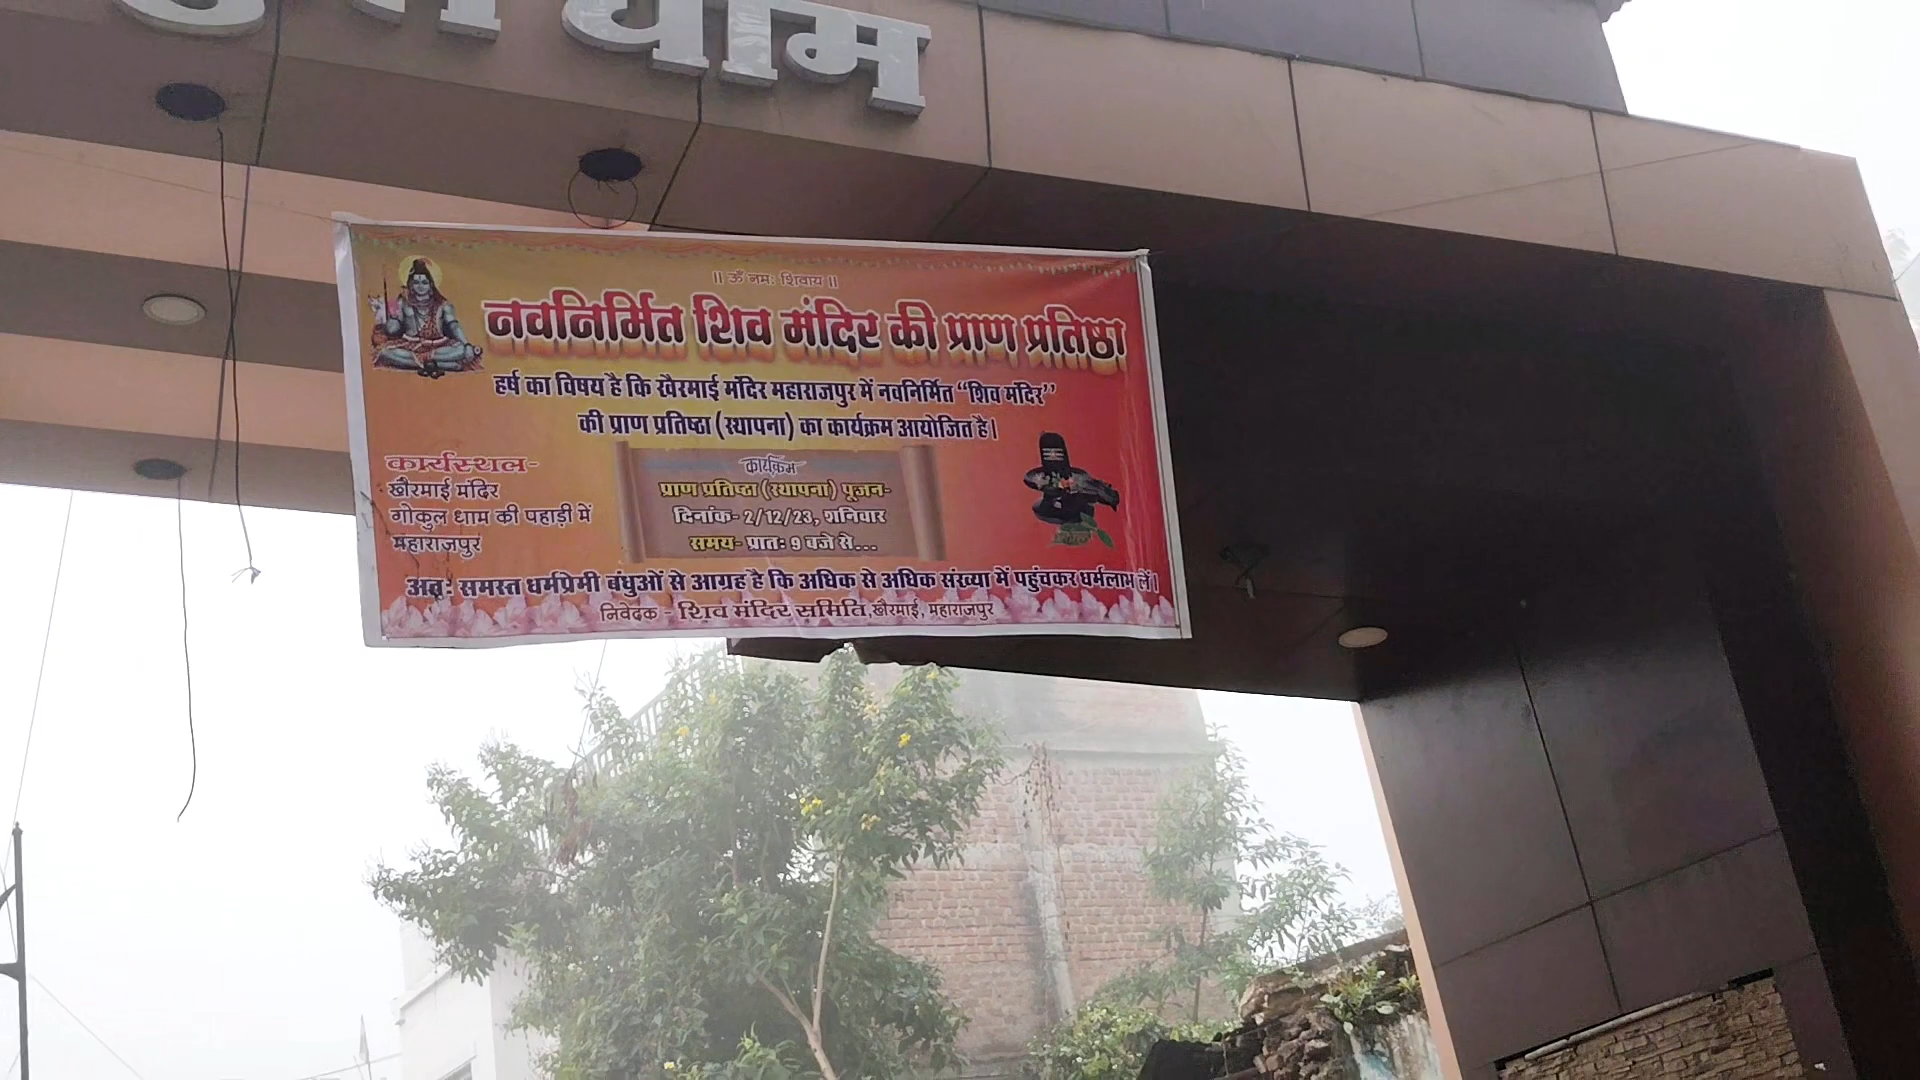 धाम
॥ ॐ नमः शिवाय ॥
नवनिर्मित शिव मंदिर की प्राण प्रतिष्ठा
हर्ष का विषय है कि खैरमाई मंदिर महाराजपुर में नवनिर्मित “शिव मंदिर”
की प्राण प्रतिष्ठा (स्थापना) का कार्यक्रम आयोजित है।
कार्यस्थल-
खैरमाई मंदिर
गोकुल धाम की पहाड़ी में
महाराजपुर
कार्यक्रम
प्राण प्रतिष्ठा (स्थापना) पूजन-
दिनांक- 2/12/23, शनिवार
समय- प्रातः 9 बजे से...
अतः समस्त धर्मप्रेमी बंधुओं से आग्रह है कि अधिक से अधिक संख्या में पहुंचकर धर्मलाभ लें।
निवेदक - शिव मंदिर समिति, खैरमाई, महाराजपुर